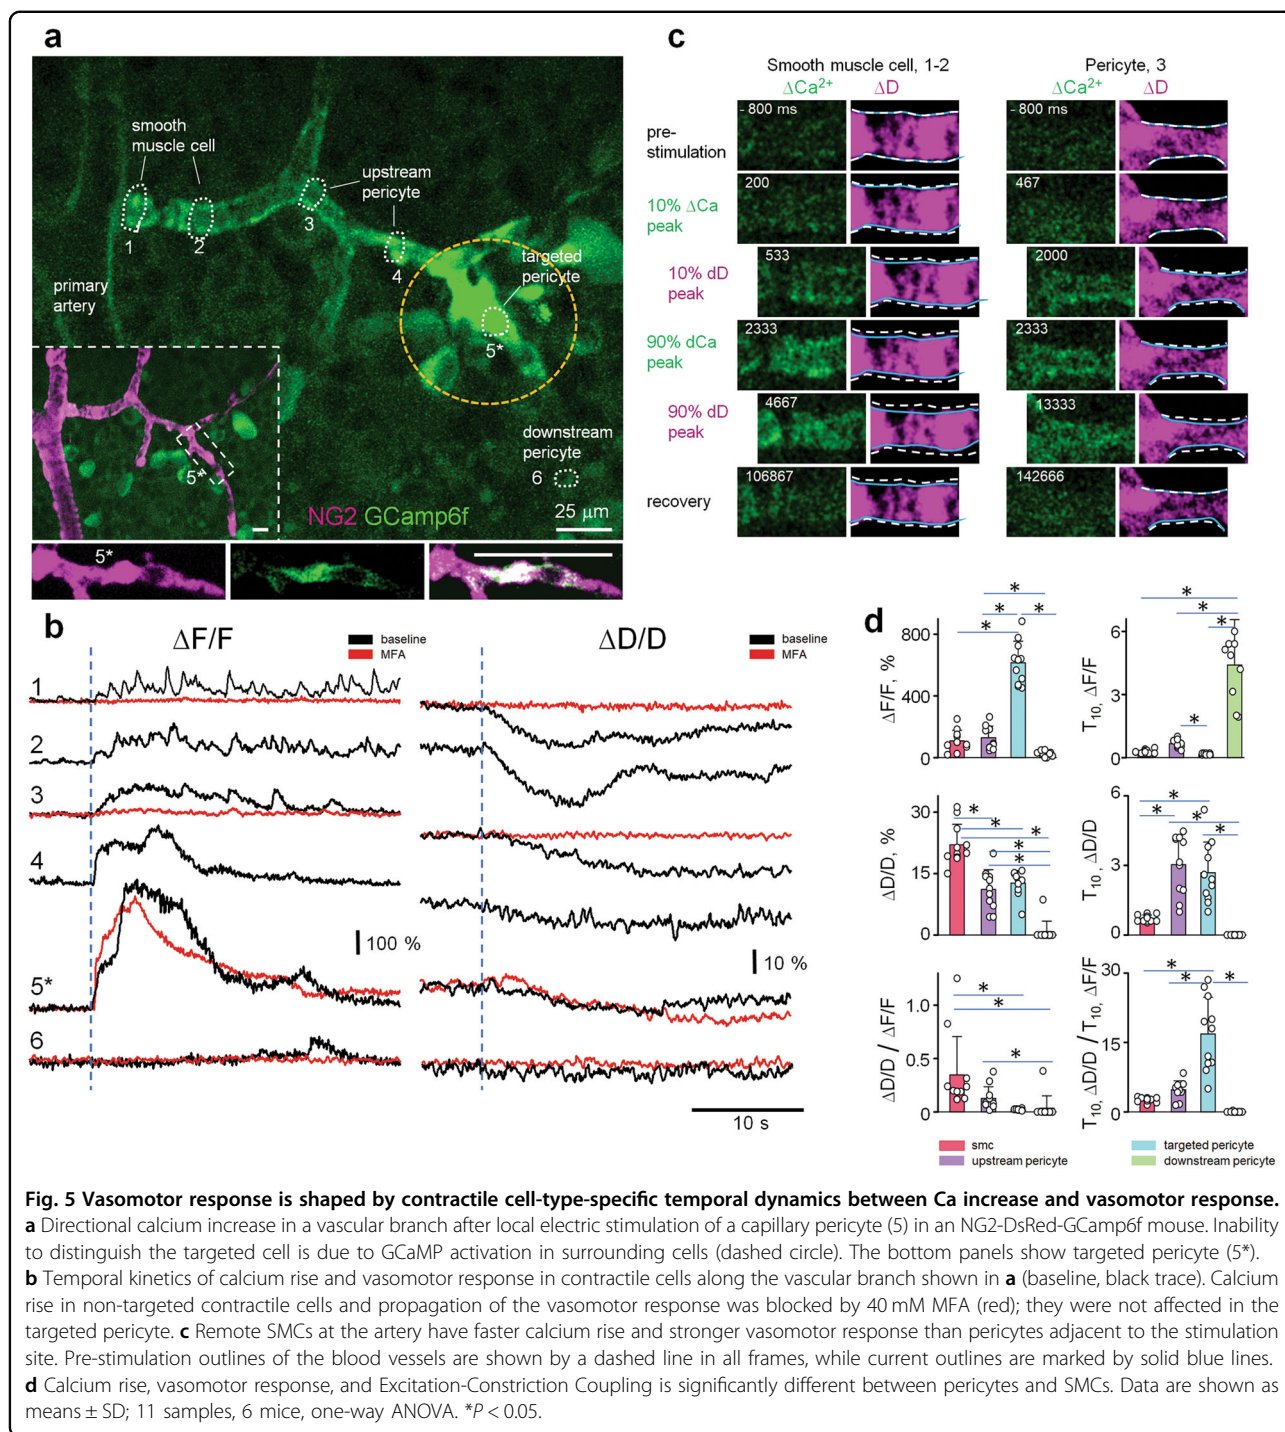 a
smooth
muscle cell
upstream
pericyte
1
2
3
4
targeted
pericyte
5*
primary
artery
5*
downstream
pericyte
6
NG2 GCamp6f
25 µm
5*
c
Smooth muscle cell, 1-2
Pericyte, 3
ΔCa2+
ΔD
ΔCa2+
ΔD
pre-
stimulation
- 800 ms
- 800 ms
10% ΔCa
peak
200
467
10% dD
peak
533
2000
90% dCa
peak
2333
2333
90% dD
peak
4667
13333
recovery
106867
142666
b
ΔF/F
baseline
MFA
ΔD/D
baseline
MFA
1
2
3
4
5*
6
100 %
10 %
10 s
d
ΔF/F, %
800
400
0
* * * *
T10, ΔF/F
6
3
0
* * * *
ΔD/D, %
30
15
0
* * * * *
T10, ΔD/D
6
3
0
* * * *
ΔD/D / ΔF/F
1.0
0.5
0
* * *
T10, ΔD/D / T10, ΔF/F
30
15
0
* * *
smc
upstream pericyte
targeted pericyte
downstream pericyte
Fig. 5 Vasomotor response is shaped by contractile cell-type-specific temporal dynamics between Ca increase and vasomotor response.
a Directional calcium increase in a vascular branch after local electric stimulation of a capillary pericyte (5) in an NG2-DsRed-GCamp6f mouse. Inability
to distinguish the targeted cell is due to GCaMP activation in surrounding cells (dashed circle). The bottom panels show targeted pericyte (5*).
b Temporal kinetics of calcium rise and vasomotor response in contractile cells along the vascular branch shown in a (baseline, black trace). Calcium
rise in non-targeted contractile cells and propagation of the vasomotor response was blocked by 40 mM MFA (red); they were not affected in the
targeted pericyte. c Remote SMCs at the artery have faster calcium rise and stronger vasomotor response than pericytes adjacent to the stimulation
site. Pre-stimulation outlines of the blood vessels are shown by a dashed line in all frames, while current outlines are marked by solid blue lines.
d Calcium rise, vasomotor response, and Excitation-Constriction Coupling is significantly different between pericytes and SMCs. Data are shown as
means ± SD; 11 samples, 6 mice, one-way ANOVA. *P < 0.05.